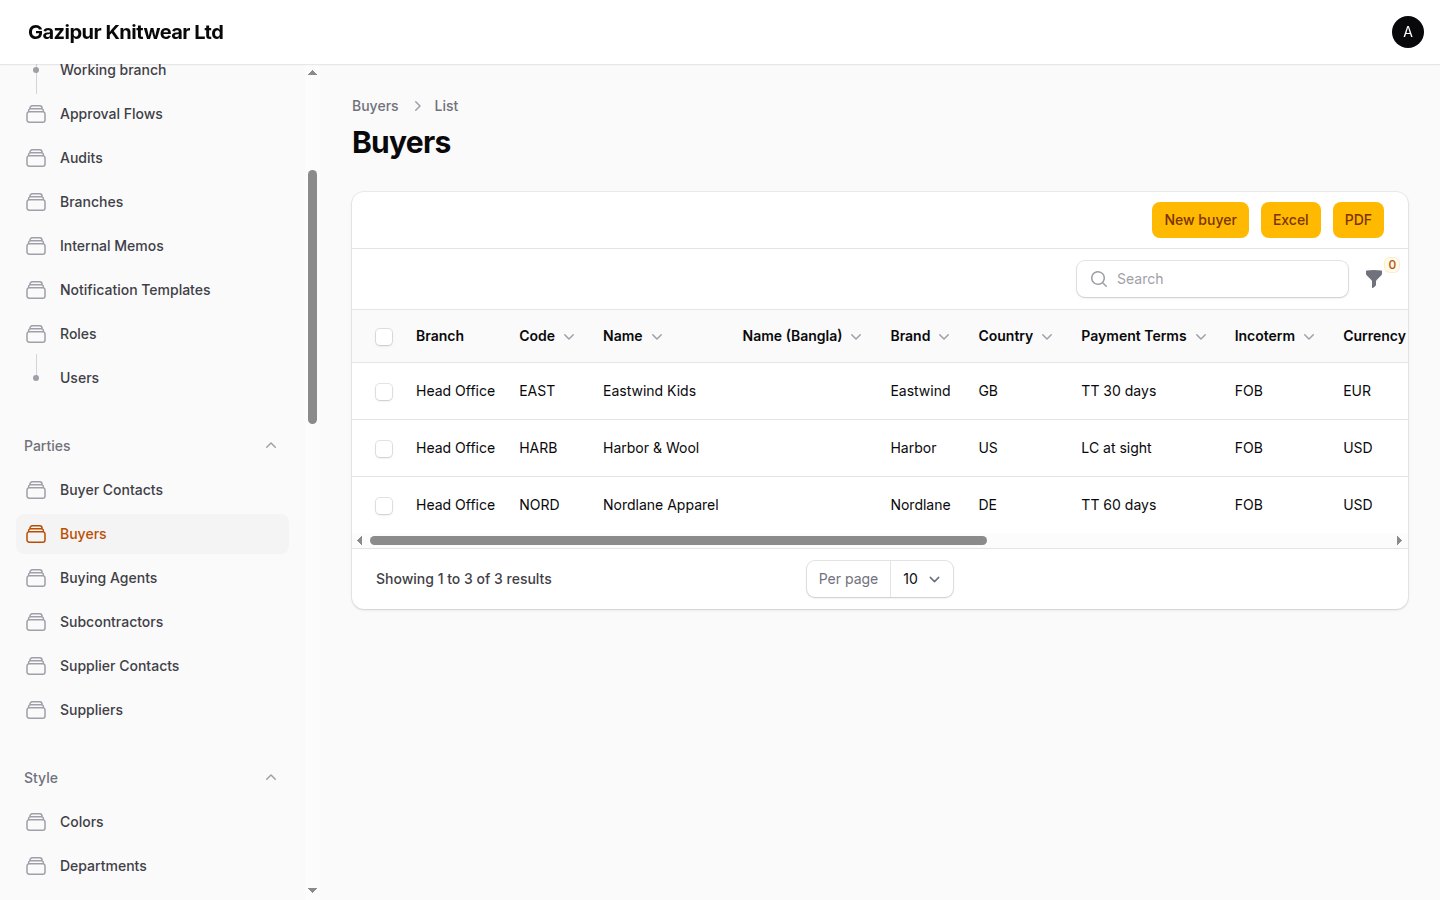 Gazipur Knitwear Ltd
A
Working branch
Approval Flows
Audits
Branches
Internal Memos
Notification Templates
Roles
Users
Parties
Buyer Contacts
Buyers
Buying Agents
Subcontractors
Supplier Contacts
Suppliers
Style
Colors
Departments
Buyers > List
Buyers
New buyer Excel PDF
Search 0
Branch Code Name Name (Bangla) Brand Country Payment Terms Incoterm Currency
Head Office EAST Eastwind Kids Eastwind GB TT 30 days FOB EUR
Head Office HARB Harbor & Wool Harbor US LC at sight FOB USD
Head Office NORD Nordlane Apparel Nordlane DE TT 60 days FOB USD
Showing 1 to 3 of 3 results Per page 10